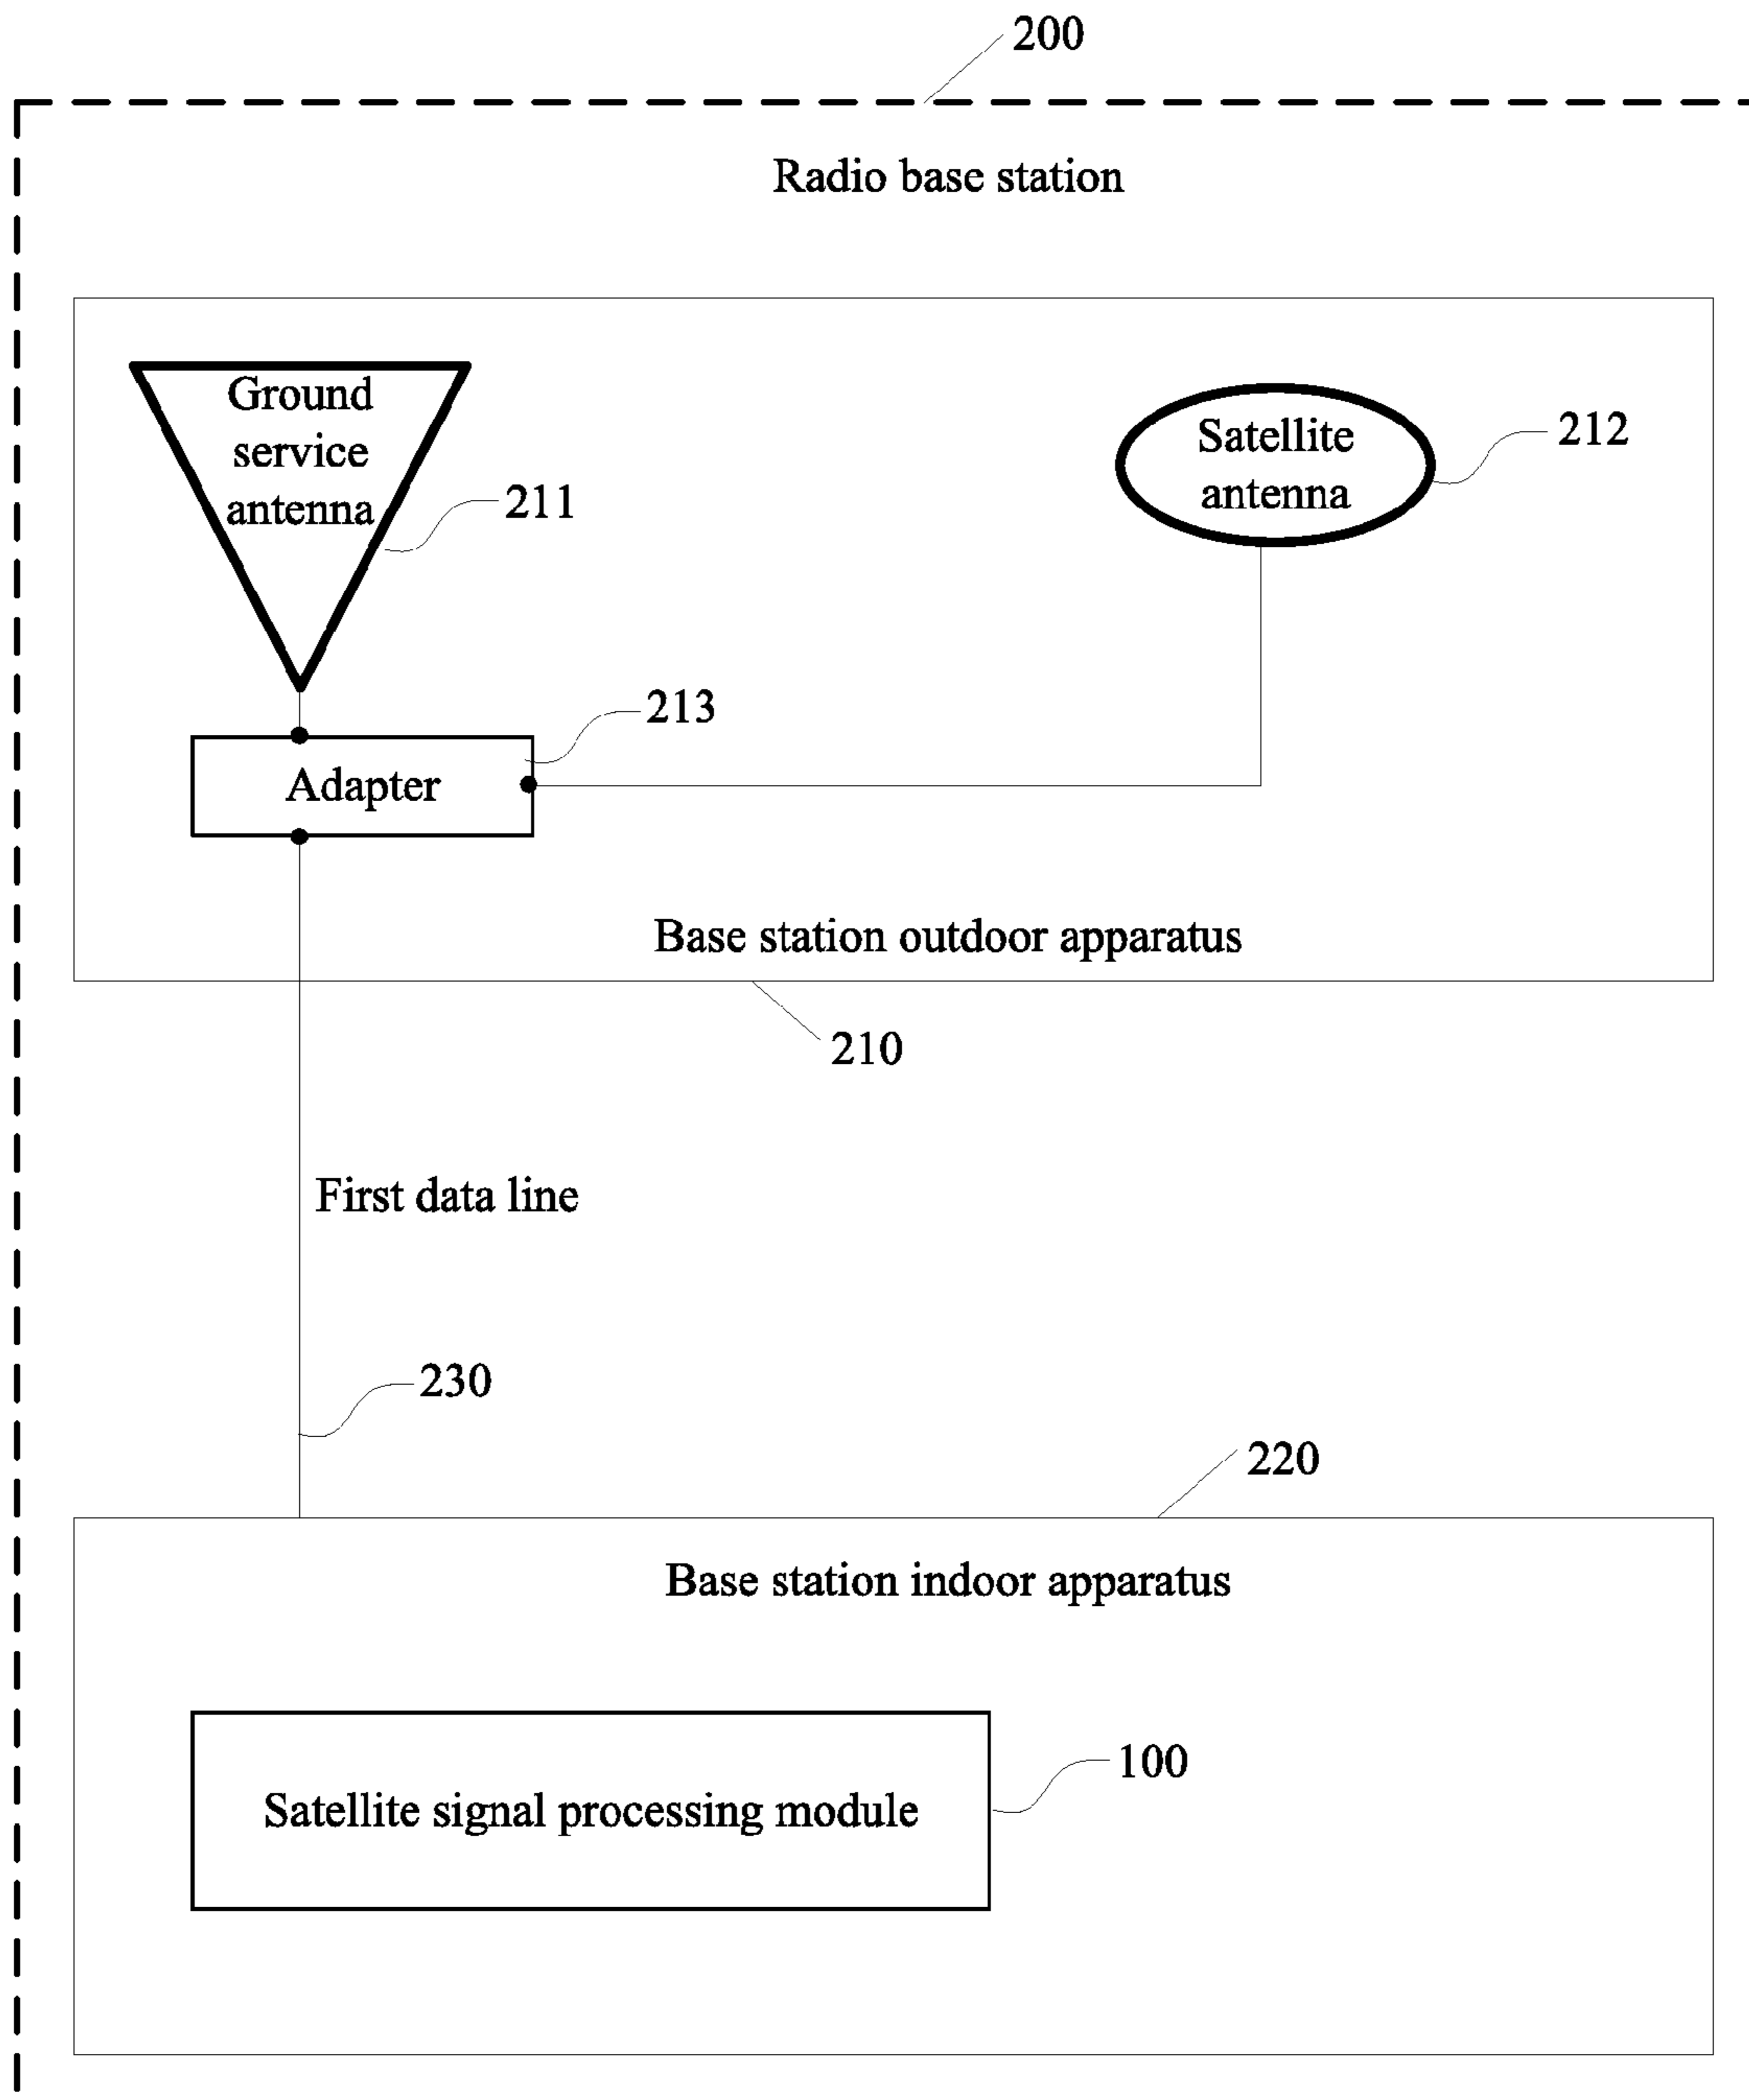 200
Radio base station
Ground
service
antenna
211
Satellite
antenna
212
213
Adapter
Base station outdoor apparatus
210
First data line
230
220
Base station indoor apparatus
100
Satellite signal processing module